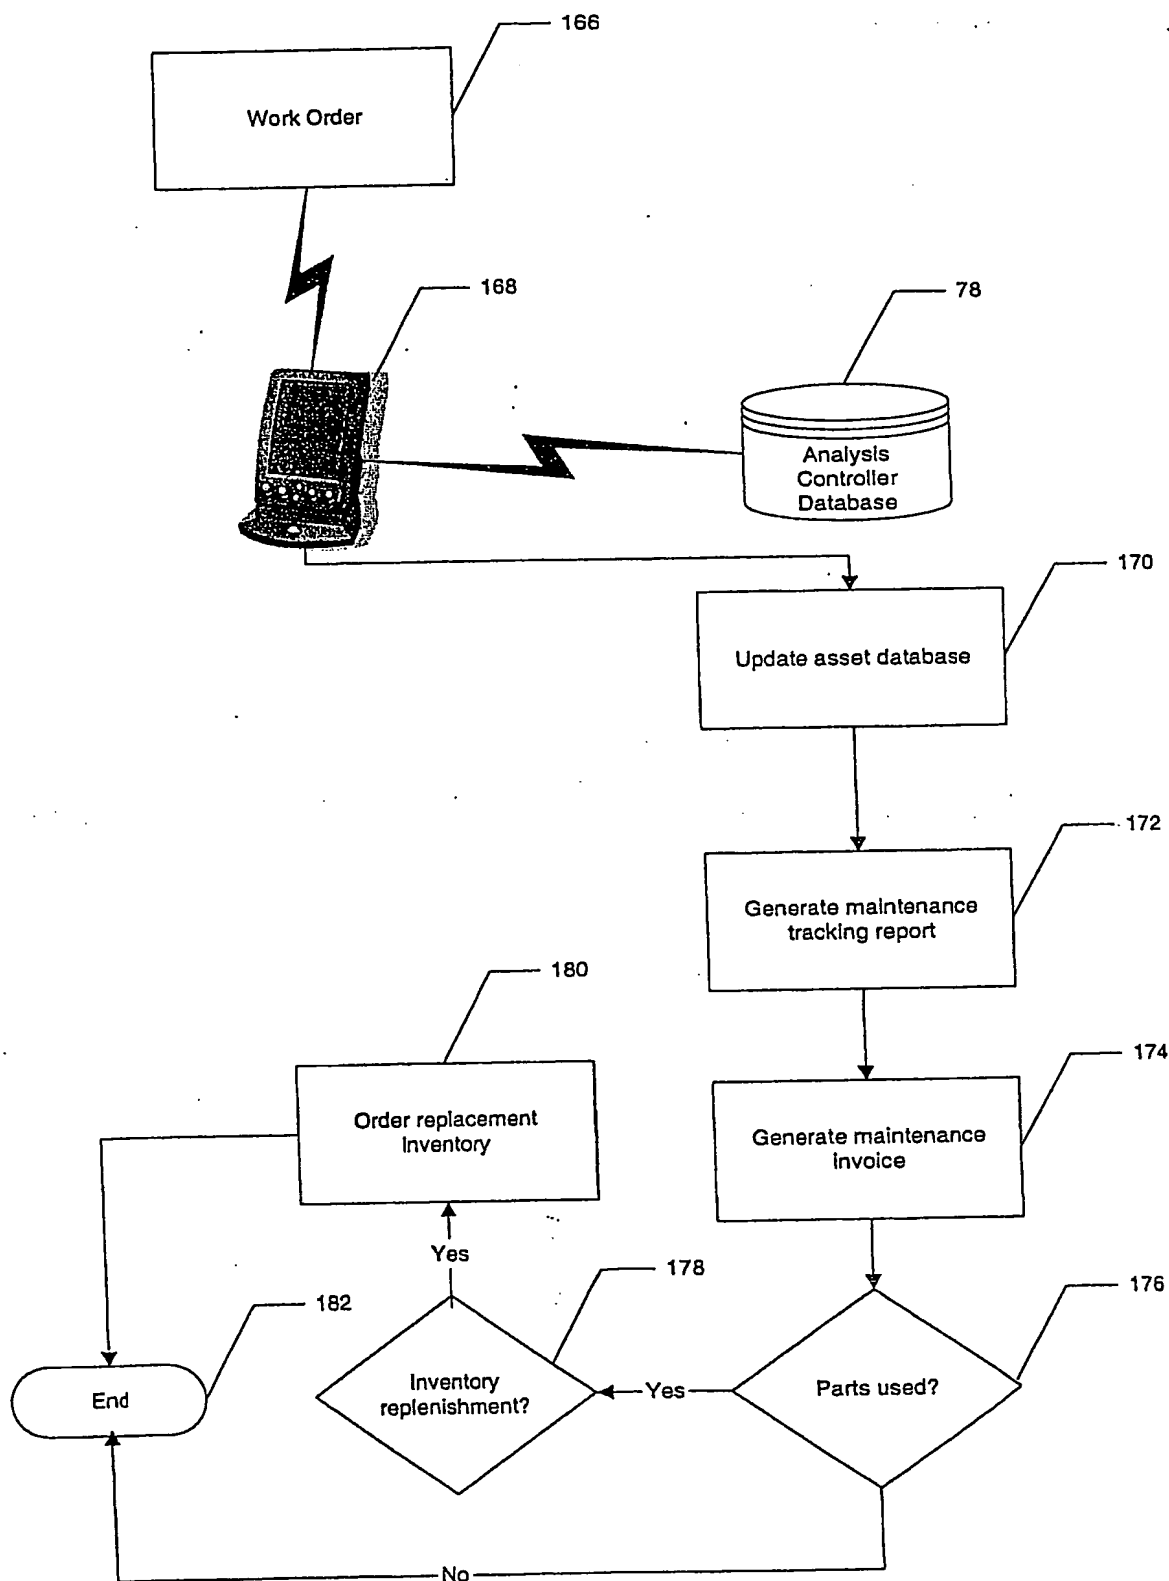 166
Work Order
168
78
Analysis
Controller
Database
170
Update asset database
172
Generate maintenance
tracking report
180
174
Order replacement
Inventory
Generate maintenance
invoice
Yes
178
176
182
End
Inventory
replenishment?
Yes
Parts used?
No